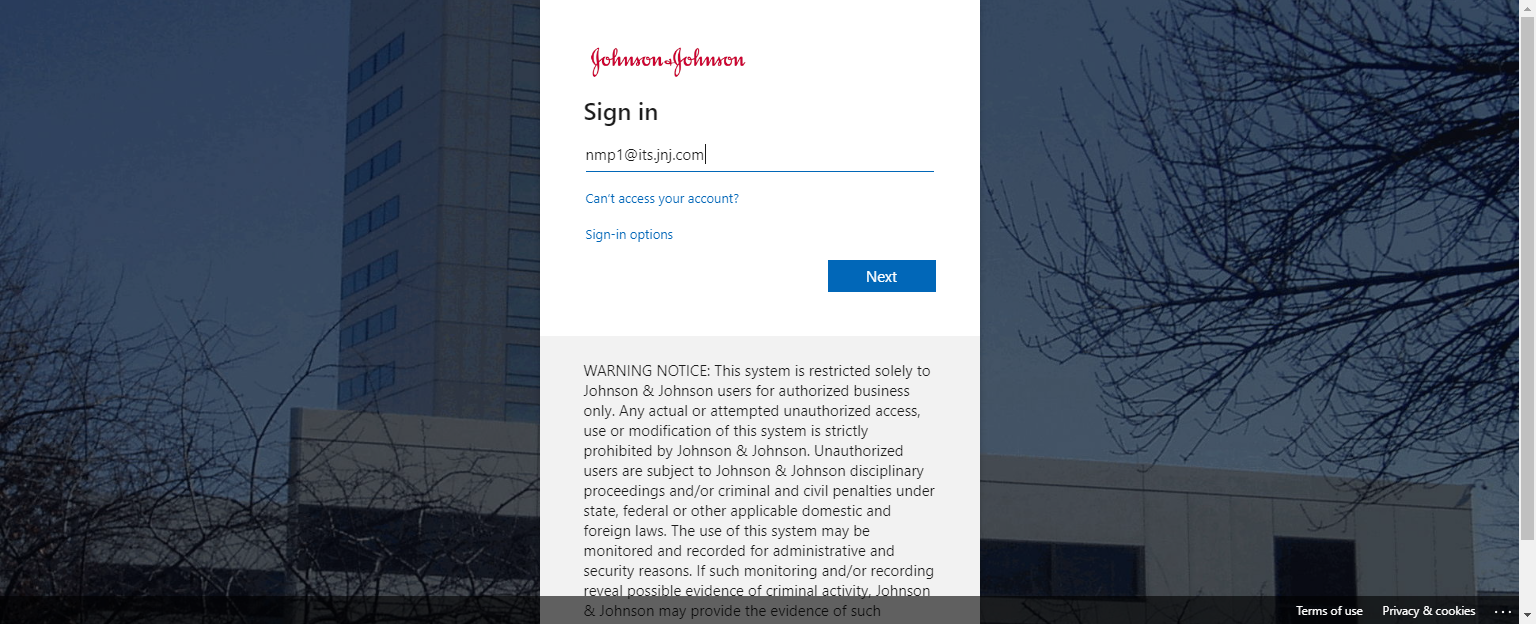 Johnson&Johnson
Sign in
nmp1@its.jnj.com
Can't access your account?
Sign-in options
Next
WARNING NOTICE: This system is restricted solely to
Johnson & Johnson users for authorized business
only. Any actual or attempted unauthorized access,
use or modification of this system is strictly
prohibited by Johnson & Johnson. Unauthorized
users are subject to Johnson & Johnson disciplinary
proceedings and/or criminal and civil penalties under
state, federal or other applicable domestic and
foreign laws. The use of this system may be
monitored and recorded for administrative and
security reasons. If such monitoring and/or recording
reveal possible evidence of criminal activity, Johnson
& Johnson may provide the evidence of such
Terms of use Privacy & cookies ...